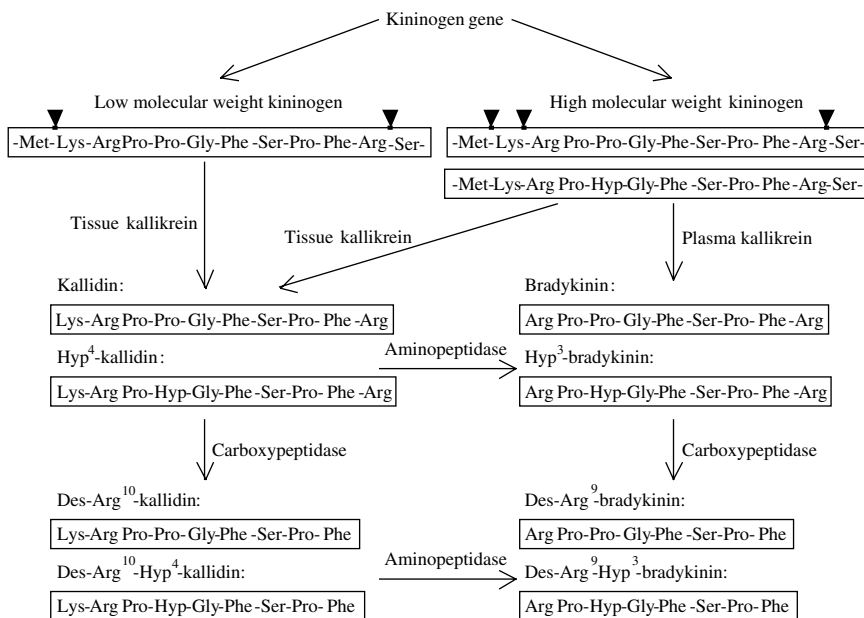 Kininogen gene
Low molecular weight kininogen
High molecular weight kininogen
-Met-Lys-ArgPro-Pro-Gly-Phe-Ser-Pro-Phe-Arg-Ser-
-Met-Lys-Arg Pro-Pro-Gly-Phe-Ser-Pro-Phe-Arg-Ser-
-Met-Lys-Arg Pro-Hyp-Gly-Phe-Ser-Pro-Phe-Arg-Ser-
Tissue kallikrein
Tissue kallikrein
Plasma kallikrein
Kallidin:
Bradykinin:
Lys-Arg Pro-Pro-Gly-Phe-Ser-Pro-Phe-Arg
Arg Pro-Pro-Gly-Phe-Ser-Pro-Phe-Arg
Hyp⁴-kallidin:
Aminopeptidase
Hyp³-bradykinin:
Lys-Arg Pro-Hyp-Gly-Phe-Ser-Pro-Phe-Arg
Arg Pro-Hyp-Gly-Phe-Ser-Pro-Phe-Arg
Carboxypeptidase
Carboxypeptidase
Des-Arg¹⁰-kallidin:
Des-Arg⁹-bradykinin:
Lys-Arg Pro-Pro-Gly-Phe-Ser-Pro-Phe
Arg Pro-Pro-Gly-Phe-Ser-Pro-Phe
Des-Arg¹⁰-Hyp⁴-kallidin:
Aminopeptidase
Des-Arg⁹-Hyp³-bradykinin:
Lys-Arg Pro-Hyp-Gly-Phe-Ser-Pro-Phe
Arg Pro-Hyp-Gly-Phe-Ser-Pro-Phe